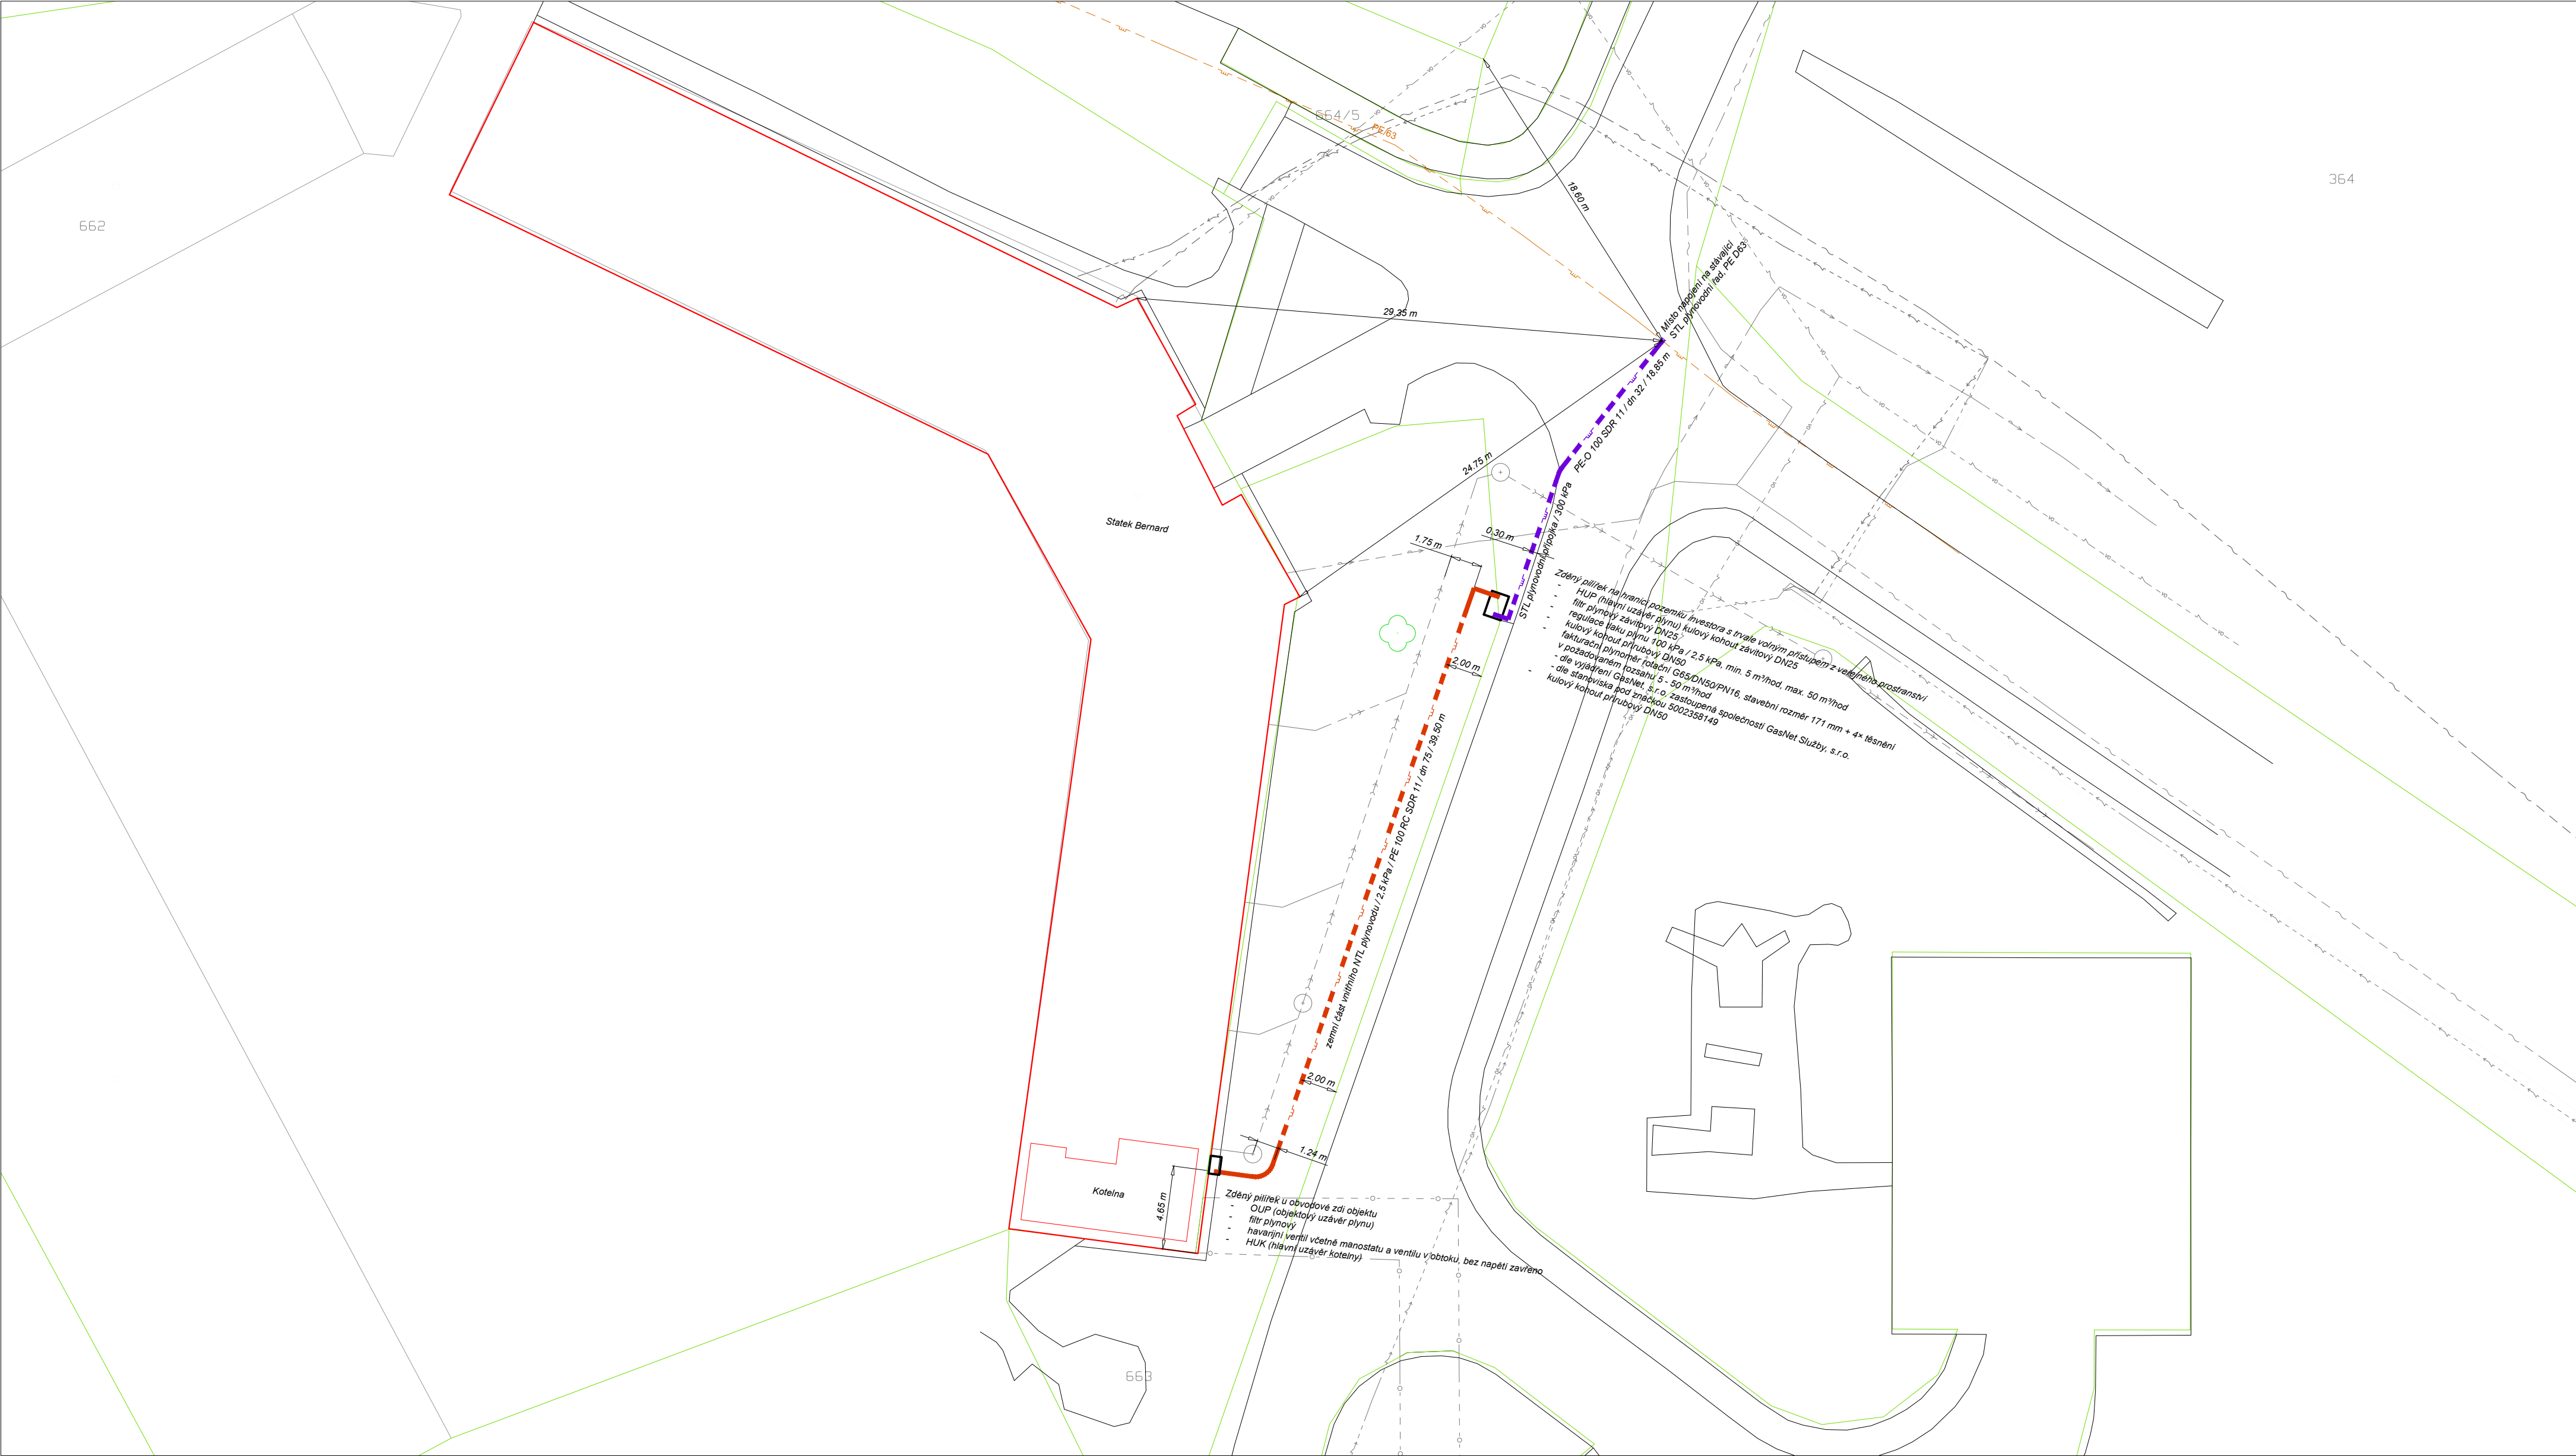 664/5
PE/63
364
662
18.60 m
Místo napojení na stávající
STL plynovodní řad, PE D63
29.35 m
PE-O 100 SDR 11 / dn 32 / 18.85 m
24.75 m
Statek Bernard
0.30 m
1.75 m
STL plynovodní přípojka / 300 kPa
Zděný pilířek na hranici pozemku investora s trvale volným přístupem z veřejného prostranství
- HUP (hlavní uzávěr plynu) kulový kohout závitový DN25
- filtr plynový závitový DN25
- regulace tlaku plynu 100 kPa / 2,5 kPa, min. 5 m³/hod, max. 50 m³/hod
- kulový kohout přírubový DN50
- fakturační plynoměr rotační G65/DN50/PN16, stavební rozměr 171 mm + 4× těsnění
v požadovaném rozsahu 5 - 50 m³/hod
- dle vyjádření GasNet, s.r.o. zastoupená společností GasNet Služby, s.r.o.
- dle stanoviska pod značkou 5002358149
- kulový kohout přírubový DN50
2.00 m
zemní část vnitřního NTL plynovodu / 2,5 kPa / PE 100 RC SDR 11 / dn 75 / 39.50 m
2.00 m
1.24 m
Kotelna
4.65 m
Zděný pilířek u obvodové zdi objektu
- OUP (objektový uzávěr plynu)
- filtr plynový
- havarijní ventil včetně manostatu a ventilu v obtoku, bez napětí zavřeno
- HUK (hlavní uzávěr kotelny)
663